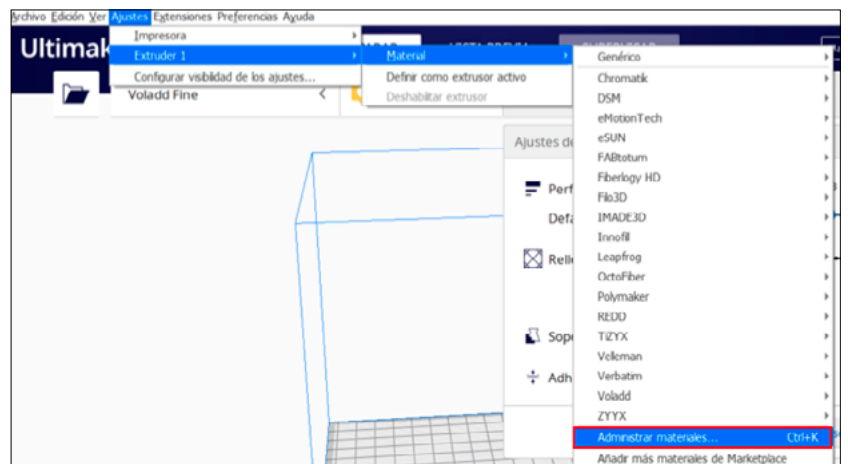 Archivo Edición Ver Ajustes Extensiones Preferencias Ayuda
Ultimak
Impresora
Extruder 1
Configurar visibilidad de los ajustes...
Material
Definir como extrusor activo
Deshabilitar extrusor
Voladd Fine
Ajustes de
Perf
Defa
Rell
Sop
Adh
Genérico
Chromatik
DSM
eMotionTech
eSUN
FABtotum
Fiberlogy HD
Filo3D
IMADE3D
Innofill
Leapfrog
OctoFiber
Polymaker
REDD
TiZYX
Velleman
Verbatim
Voladd
ZYYX
Administrar materiales... Ctrl+K
Añadir más materiales de Marketplace